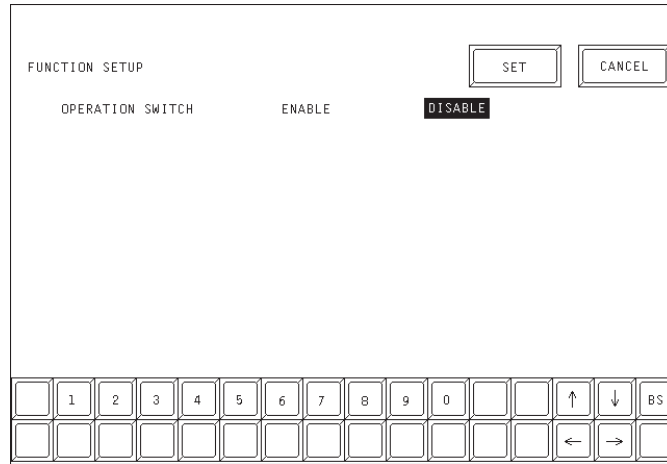 FUNCTION SETUP SET CANCEL
OPERATION SWITCH ENABLE DISABLE
1 2 3 4 5 6 7 8 9 0 ↑ ↓ BS
← →